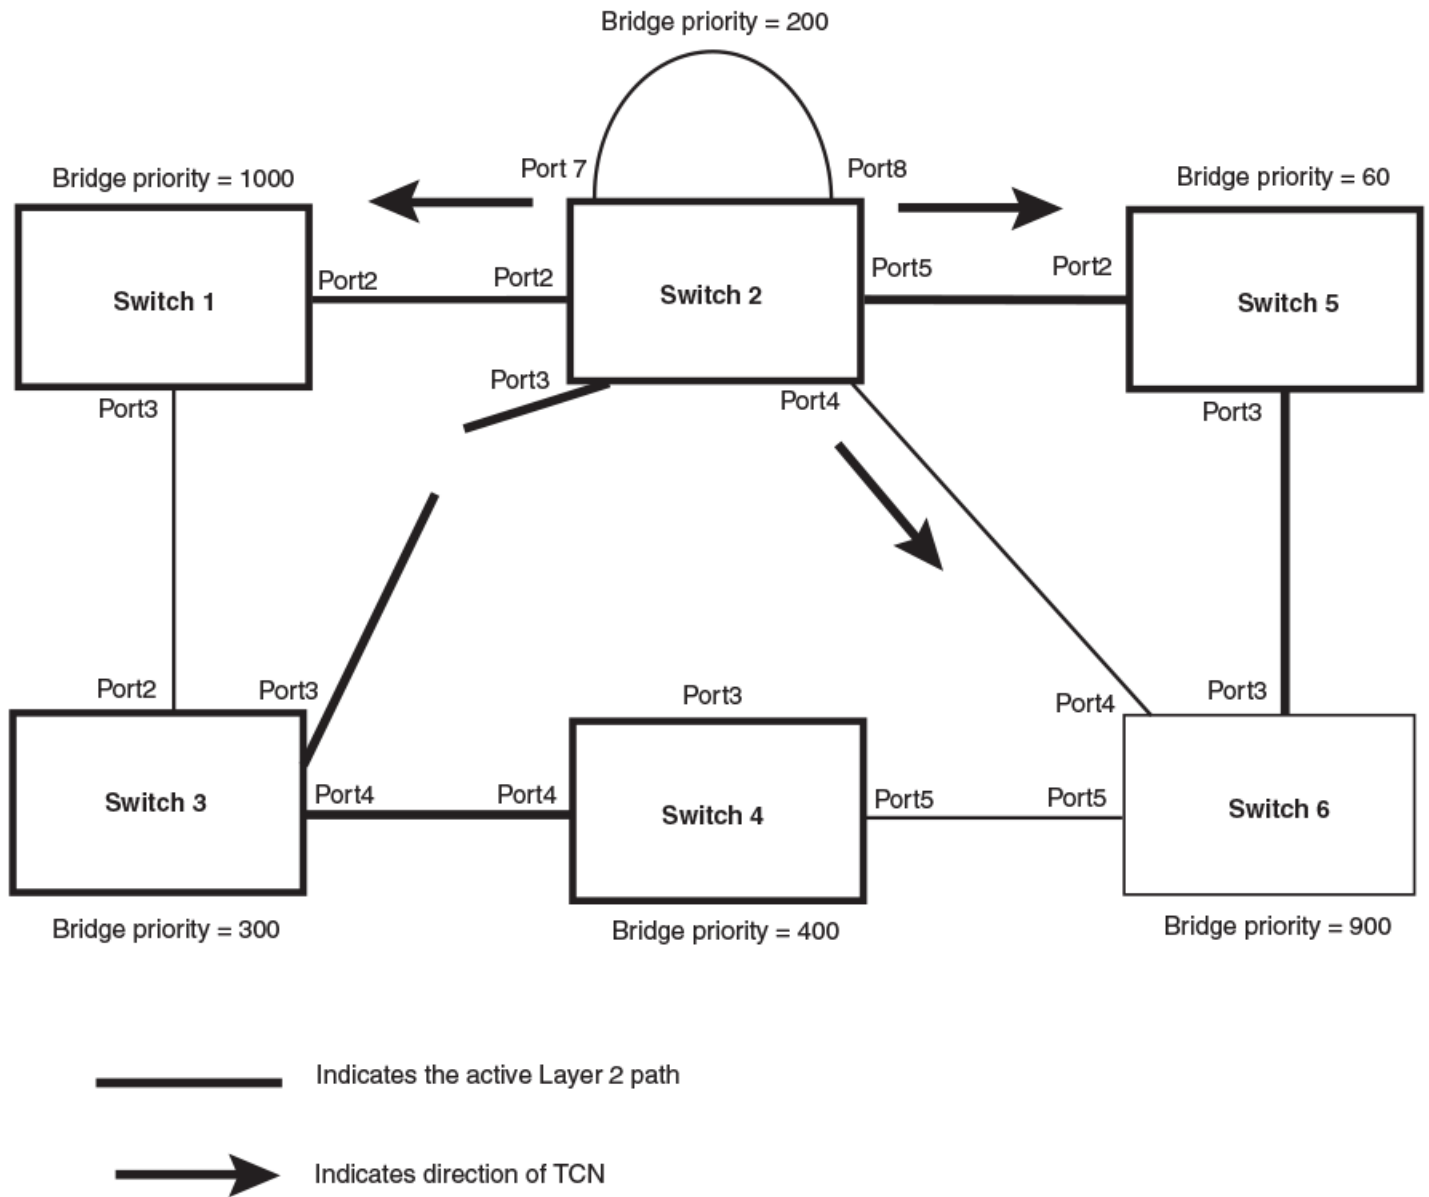 Bridge priority = 200
Port 7
Port8
Bridge priority = 1000
Bridge priority = 60
Port2
Port2
Port5
Port2
Switch 1
Switch 2
Switch 5
Port3
Port3
Port4
Port3
Port2
Port3
Port3
Port4
Port3
Port4
Port4
Port5
Port5
Switch 3
Switch 4
Switch 6
Bridge priority = 300
Bridge priority = 400
Bridge priority = 900
Indicates the active Layer 2 path
Indicates direction of TCN